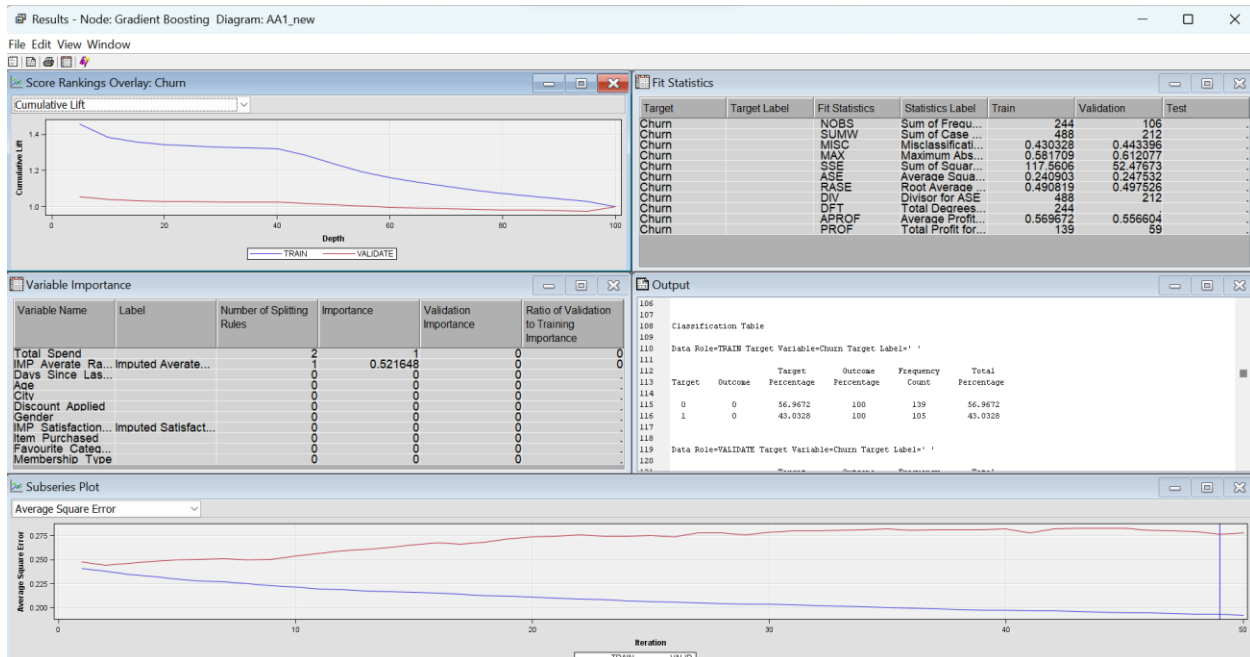 Results - Node: Gradient Boosting Diagram: AA1_new
File Edit View Window
Score Rankings Overlay: Churn
Cumulative Lift
Cumulative Lift
1.4
1.2
1.0
0 20 40 60 80 100
Depth
TRAIN VALIDATE
Fit Statistics
Target Target Label Fit Statistics Statistics Label Train Validation Test
Churn NOBS Sum of Frequ... 244 106 .
Churn SUMW Sum of Case ... 488 212 .
Churn MISC Misclassificati... 0.430328 0.443396 .
Churn MAX Maximum Abs... 0.581709 0.612077 .
Churn SSE Sum of Squar... 117.5606 52.47673 .
Churn ASE Average Squa... 0.240903 0.247532 .
Churn RASE Root Average ... 0.490819 0.497526 .
Churn DIV Divisor for ASE 488 212 .
Churn DFT Total Degrees... 244 . .
Churn APROF Average Profit... 0.569672 0.556604 .
Churn PROF Total Profit for... 139 59 .
Variable Importance
Variable Name Label Number of Splitting Rules Importance Validation Importance Ratio of Validation to Training Importance
Total Spend 2 1 0 0
IMP Averate Ra... Imputed Averate... 1 0.521648 0 0
Days Since Las... 0 0 0 .
Age 0 0 0 .
City 0 0 0 .
Discount Applied 0 0 0 .
Gender 0 0 0 .
IMP Satisfaction... Imputed Satisfact... 0 0 0 .
Item Purchased 0 0 0 .
Favourite Categ... 0 0 0 .
Membership Type 0 0 0 .
Output
106
107
108 Classification Table
109
110 Data Role=TRAIN Target Variable=Churn Target Label=' '
111
112 Target Outcome Frequency Total
113 Target Outcome Percentage Percentage Count Percentage
114
115 0 0 56.9672 100 139 56.9672
116 1 0 43.0328 100 105 43.0328
117
118
119 Data Role=VALIDATE Target Variable=Churn Target Label=' '
120
Subseries Plot
Average Square Error
Average Square Error
0.275
0.250
0.225
0.200
0 10 20 30 40 50
Iteration